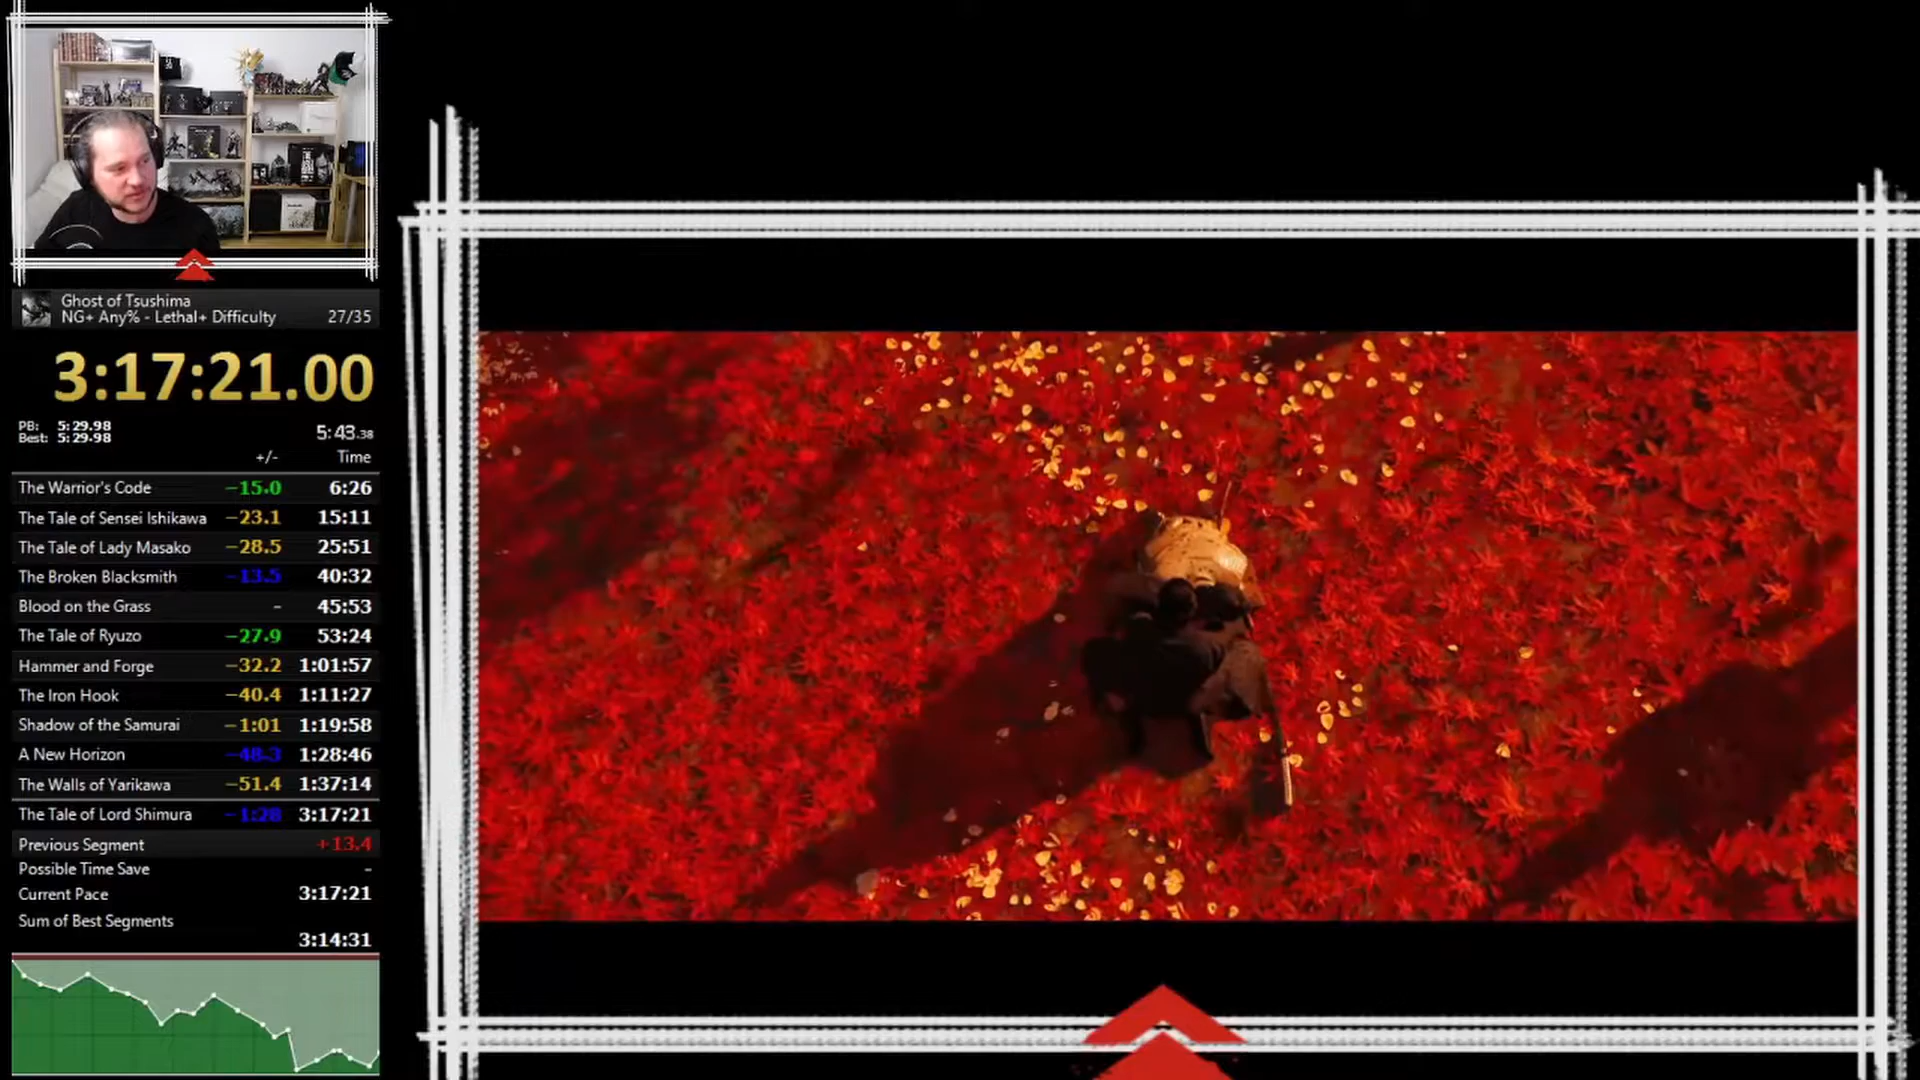 Ghost of Tsushima
NG+ Any% - Lethal+ Difficulty 27/35
3:17:21.00
PB: 5:29.98
Best: 5:29.98
5:43.38
+/- Time
The Warrior's Code −15.0 6:26
The Tale of Sensei Ishikawa −23.1 15:11
The Tale of Lady Masako −28.5 25:51
The Broken Blacksmith −13.5 40:32
Blood on the Grass - 45:53
The Tale of Ryuzo −27.9 53:24
Hammer and Forge −32.2 1:01:57
The Iron Hook −40.4 1:11:27
Shadow of the Samurai −1:01 1:19:58
A New Horizon −48.3 1:28:46
The Walls of Yarikawa −51.4 1:37:14
The Tale of Lord Shimura −1:28 3:17:21
Previous Segment +13.4
Possible Time Save -
Current Pace 3:17:21
Sum of Best Segments
3:14:31